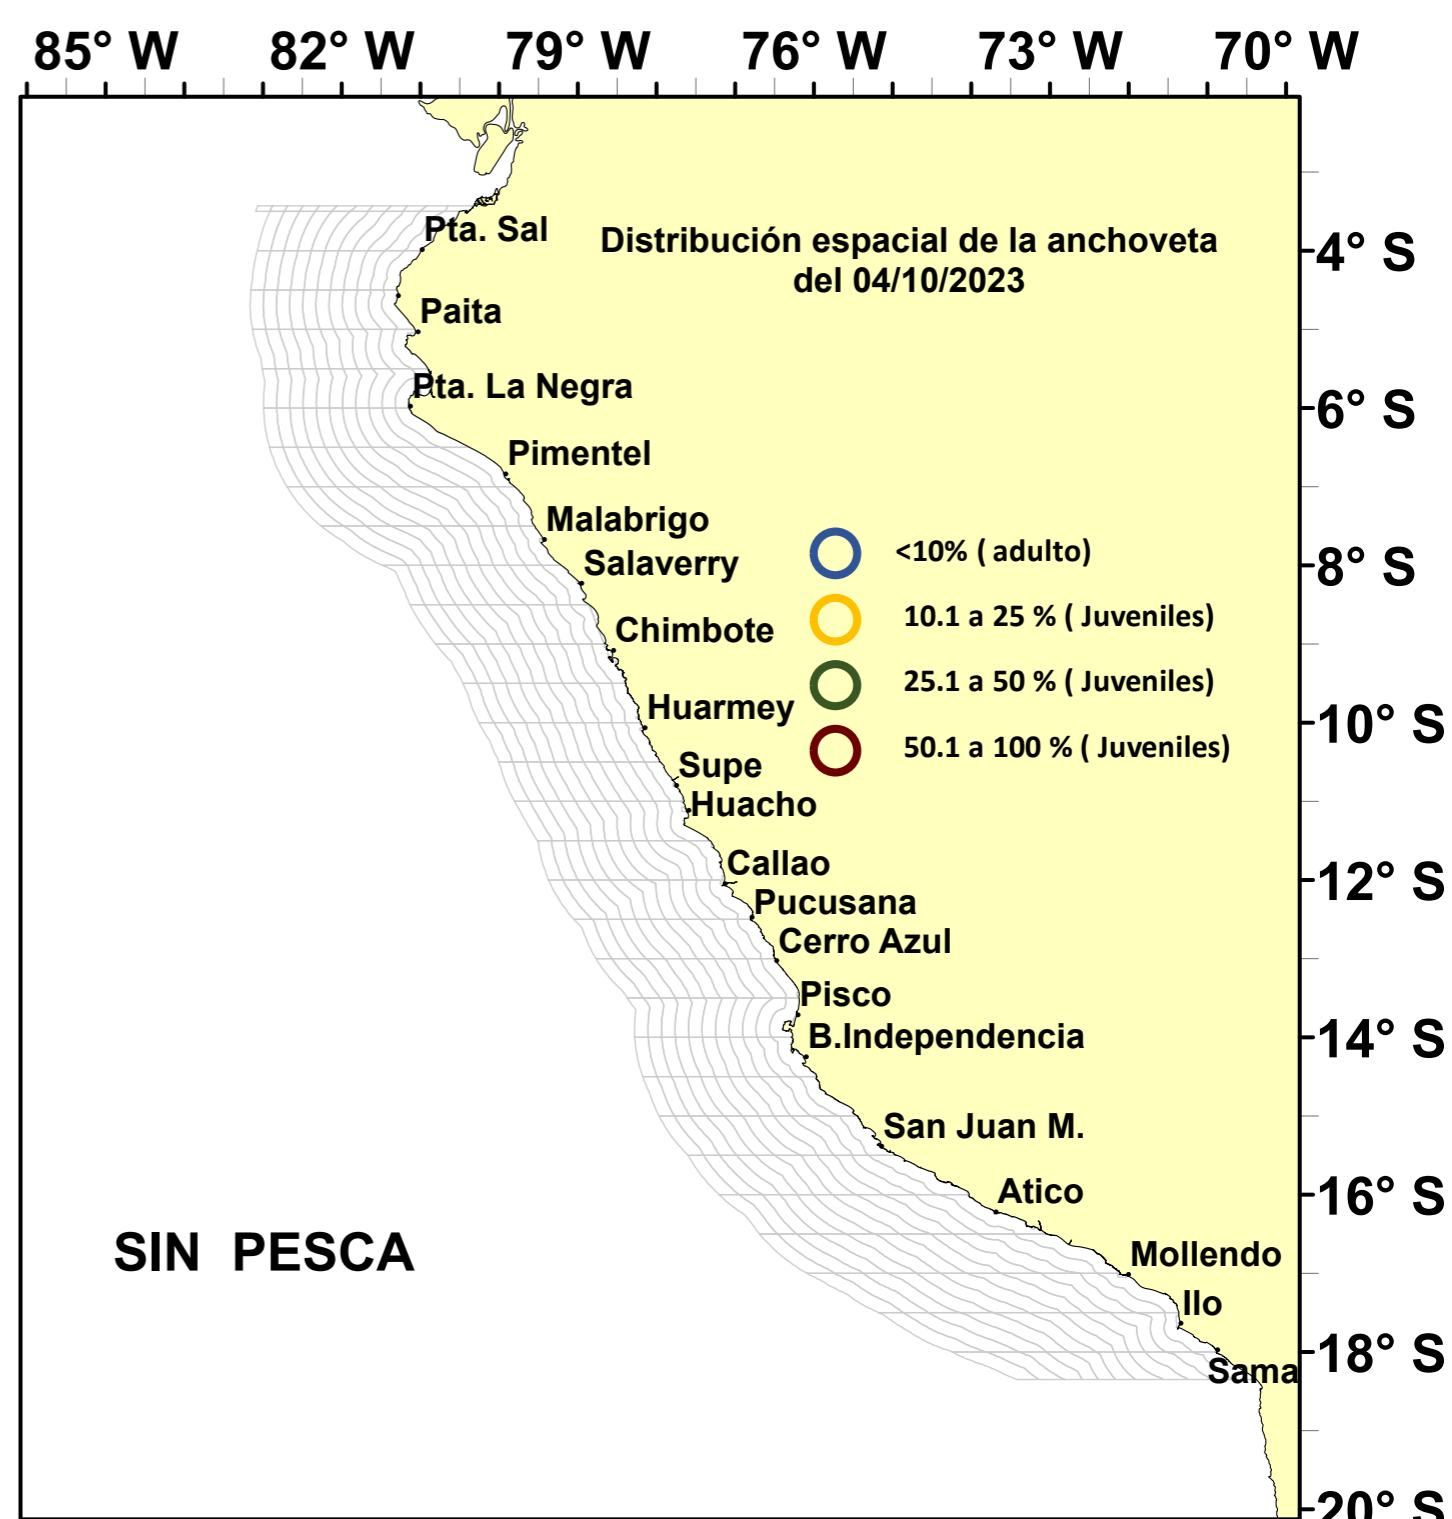 85° W 82° W 79° W 76° W 73° W 70° W
Pta. Sal
Distribución espacial de la anchoveta
del 04/10/2023
4° S
Paita
Pta. La Negra
6° S
Pimentel
Malabrigo
<10% ( adulto)
Salaverry
8° S
10.1 a 25 % ( Juveniles)
Chimbote
25.1 a 50 % ( Juveniles)
Huarmey
10° S
50.1 a 100 % ( Juveniles)
Supe
Huacho
Callao
12° S
Pucusana
Cerro Azul
Pisco
B.Independencia
14° S
San Juan M.
Atico
16° S
SIN PESCA
Mollendo
Ilo
18° S
Sama
20° S